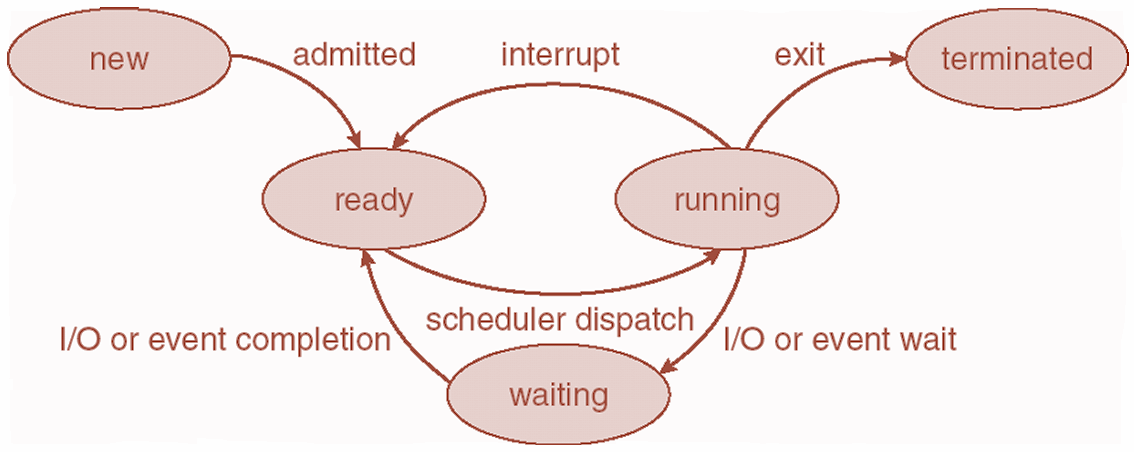 new
admitted
interrupt
exit
terminated
ready
running
scheduler dispatch
I/O or event completion
I/O or event wait
waiting